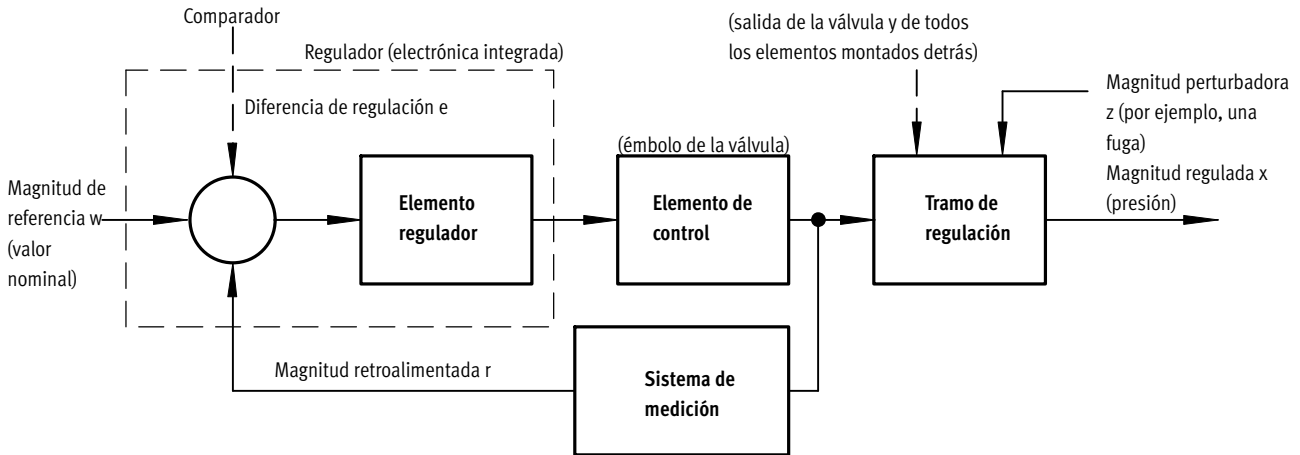 Comparador
(salida de la válvula y de todos
los elementos montados detrás)
Regulador (electrónica integrada)
Magnitud perturbadora
z (por ejemplo, una
fuga)
Diferencia de regulación e
(émbolo de la válvula)
Magnitud regulada x
(presión)
Magnitud de
referencia w
(valor
nominal)
Elemento
regulador
Elemento de
control
Tramo de
regulación
Magnitud retroalimentada r
Sistema de
medición